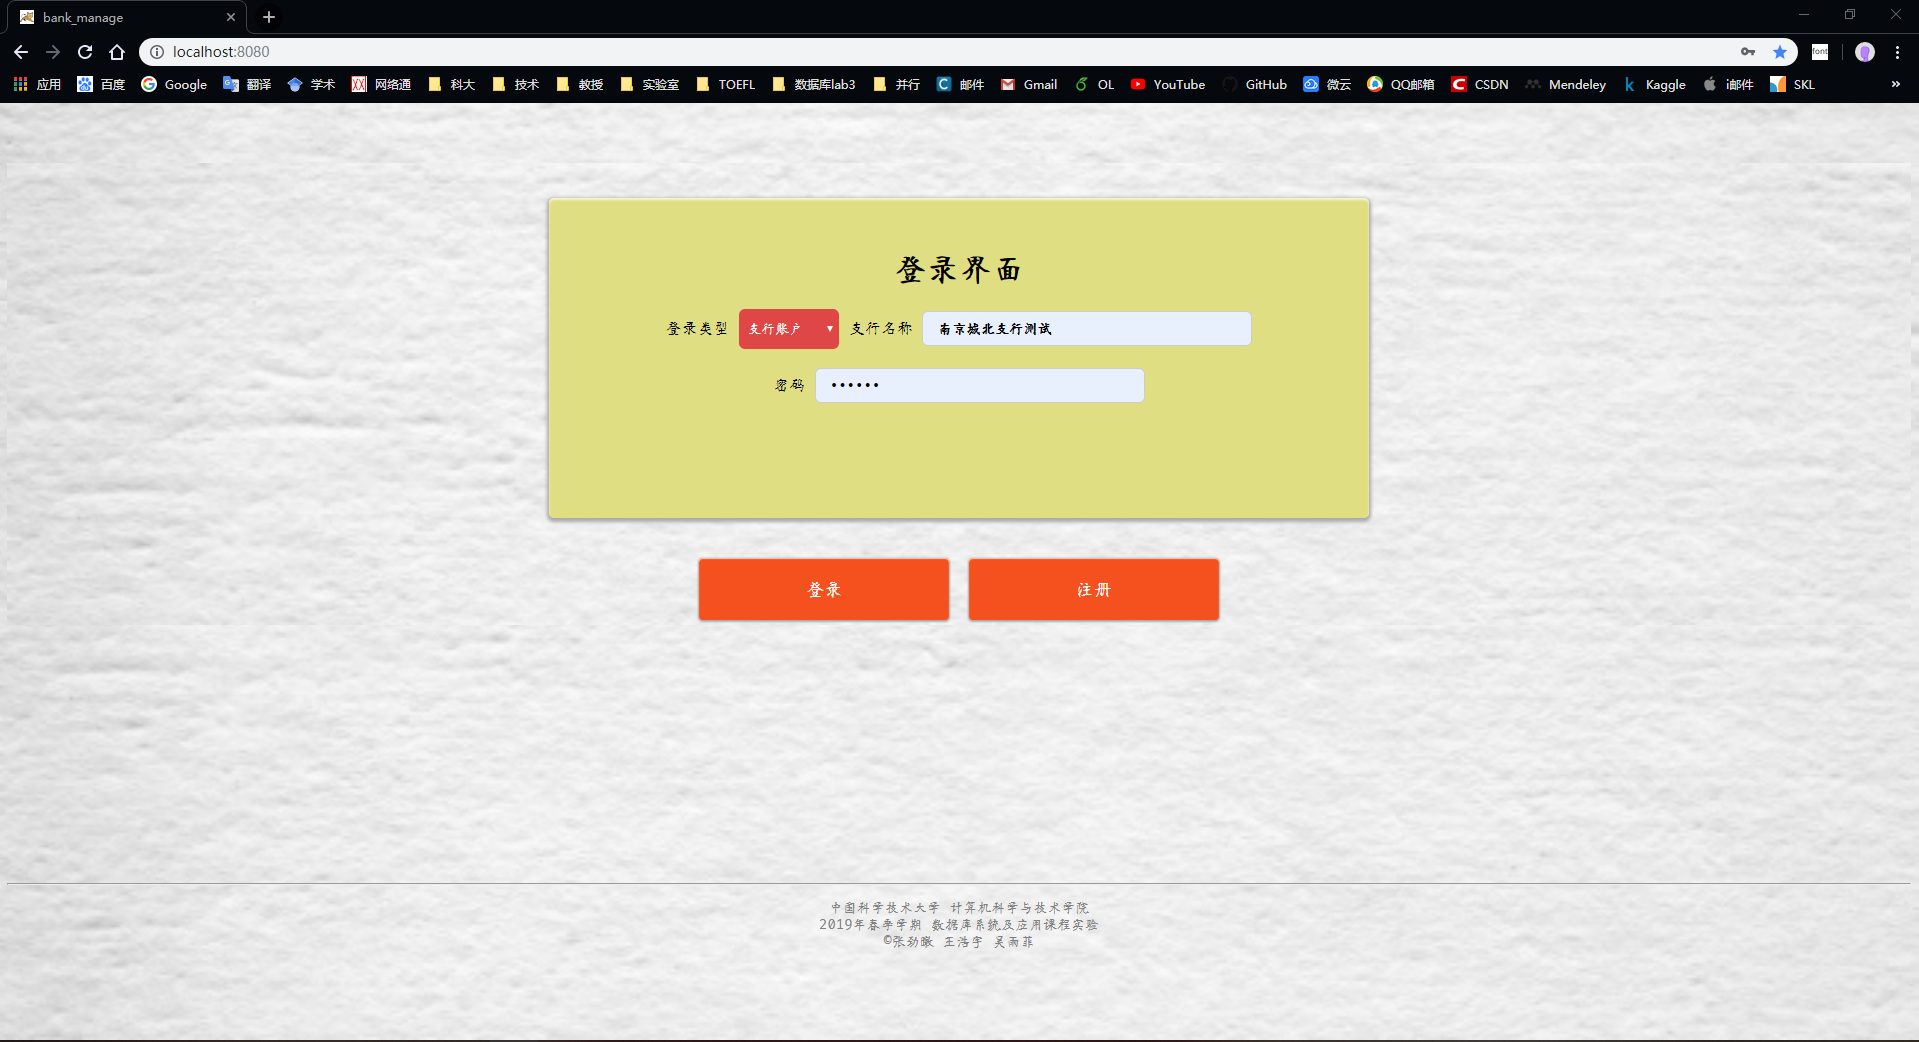 bank_manage
localhost:8080
font
应用 百度 Google 翻译 学术 网络通 科大 技术 教授 实验室 TOEFL 数据库lab3 并行 邮件 Gmail OL YouTube GitHub 微云 QQ邮箱 CSDN Mendeley Kaggle i邮件 SKL »
登录界面
登录类型 支行账户 支行名称 南京城北支行测试
密码 ••••••
登录 注册
中国科学技术大学 计算机科学与技术学院
2019年春季学期 数据库系统及应用课程实验
©张劲暾 王浩宇 吴雨菲